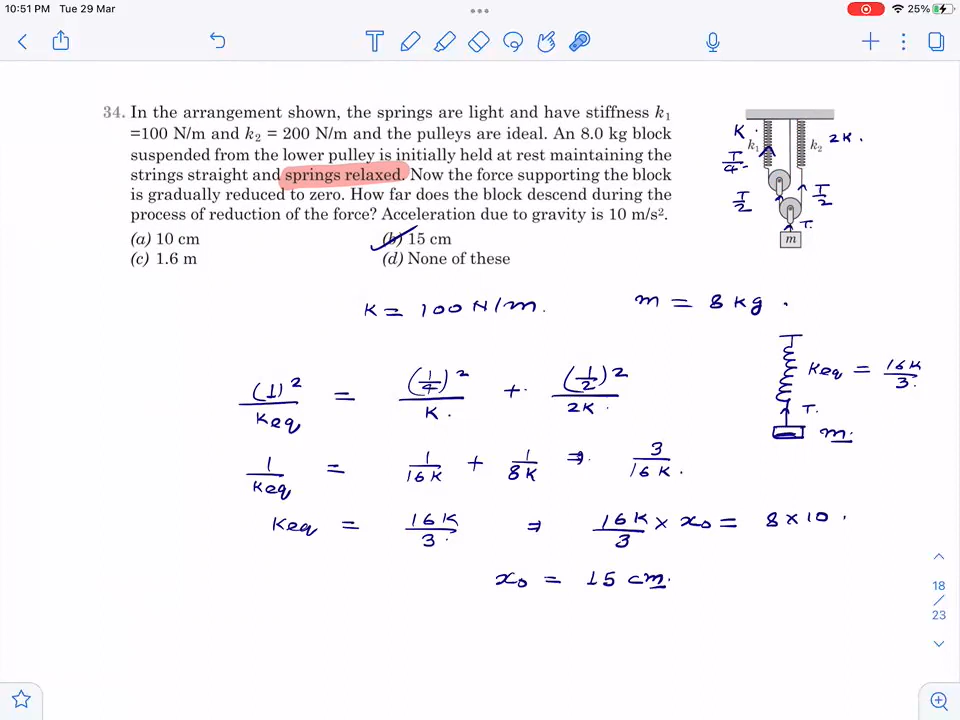 10:51 PM Tue 29 Mar
25%
34. In the arrangement shown, the springs are light and have stiffness k₁
=100 N/m and k₂ = 200 N/m and the pulleys are ideal. An 8.0 kg block
suspended from the lower pulley is initially held at rest maintaining the
strings straight and springs relaxed. Now the force supporting the block
is gradually reduced to zero. How far does the block descend during the
process of reduction of the force? Acceleration due to gravity is 10 m/s².
(a) 10 cm (b) 15 cm
(c) 1.6 m (d) None of these
K k₁ k₂ 2K.
T/4
T/2 T/2
T.
m
K = 100 N/m. m = 8 kg.
(1)²/Keq = (1/4)²/K. + (1/2)²/2K.
Keq = 16K/3.
T.
m.
1/Keq = 1/16K + 1/8K ⇒ 3/16K.
Keq = 16K/3. ⇒ 16K/3 × x₀ = 8 × 10.
x₀ = 15 cm.
18
/
23